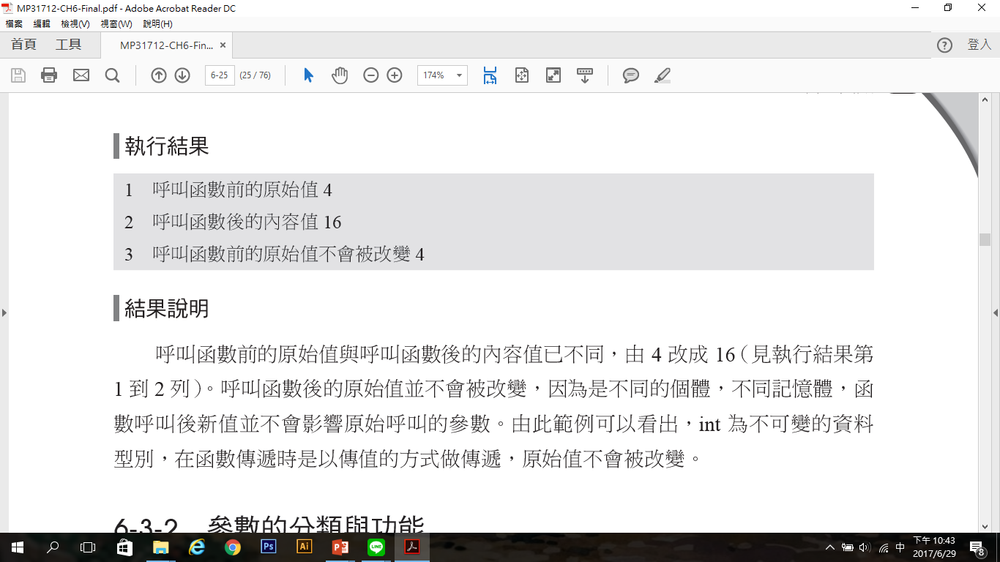 MP31712-CH6-Final.pdf - Adobe Acrobat Reader DC
檔案 編輯 檢視(V) 視窗(W) 說明(H)
首頁 工具 MP31712-CH6-Fin... × 登入
6-25 (25 / 76) 174%
執行結果
1 呼叫函數前的原始值 4
2 呼叫函數後的內容值 16
3 呼叫函數前的原始值不會被改變 4
結果說明
呼叫函數前的原始值與呼叫函數後的內容值已不同，由 4 改成 16（見執行結果第
1 到 2 列）。呼叫函數後的原始值並不會被改變，因為是不同的個體，不同記憶體，函
數呼叫後新值並不會影響原始呼叫的參數。由此範例可以看出，int 為不可變的資料
型別，在函數傳遞時是以傳值的方式做傳遞，原始值不會被改變。
6-3-2 參數的分類與功能
Ps Ai P LINE 中 下午 10:43
2017/6/29 8